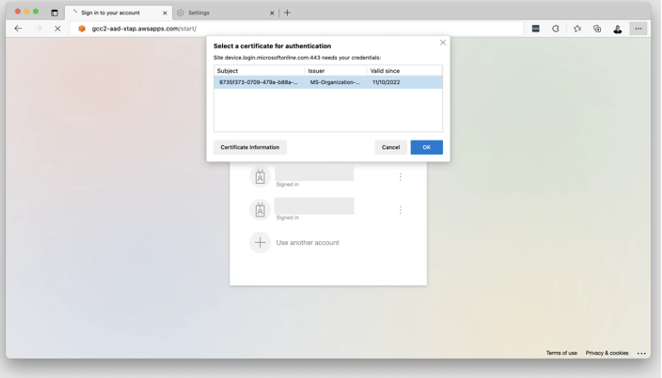 Sign in to your account
Settings
gcc2-aad-xtap.awsapps.com/start/
Select a certificate for authentication
Site device.login.microsoftonline.com:443 needs your credentials:
Subject Issuer Valid since
8735f373-0709-479a-b88a-... MS-Organization-... 11/10/2022
Certificate Information Cancel OK
Signed in
Signed in
Use another account
Terms of use Privacy & cookies ...